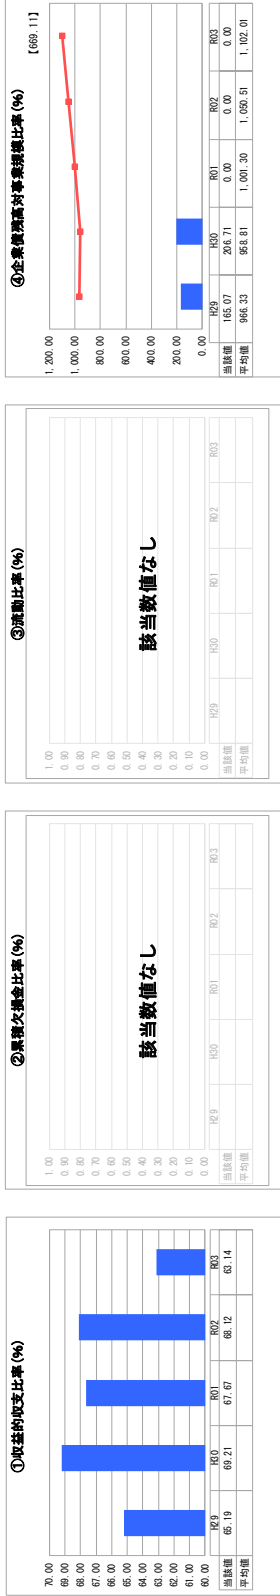 ①収益的収支比率(%)
70.00
69.00
68.00
67.00
66.00
65.00
64.00
63.00
62.00
61.00
60.00
H29 H30 R01 R02 R03
当該値 65.19 69.21 67.67 68.12 63.14
平均値
②累積欠損金比率(%)
1.00
0.90
0.80
0.70
0.60
0.50
0.40
0.30
0.20
0.10
0.00
該当数値なし
H29 H30 R01 R02 R03
当該値
平均値
③流動比率(%)
1.00
0.90
0.80
0.70
0.60
0.50
0.40
0.30
0.20
0.10
0.00
該当数値なし
H29 H30 R01 R02 R03
当該値
平均値
④企業債残高対事業規模比率(%)
【669.11】
1,200.00
1,000.00
800.00
600.00
400.00
200.00
0.00
H29 H30 R01 R02 R03
当該値 165.07 206.71 0.00 0.00 0.00
平均値 966.33 958.81 1,001.30 1,050.51 1,102.01